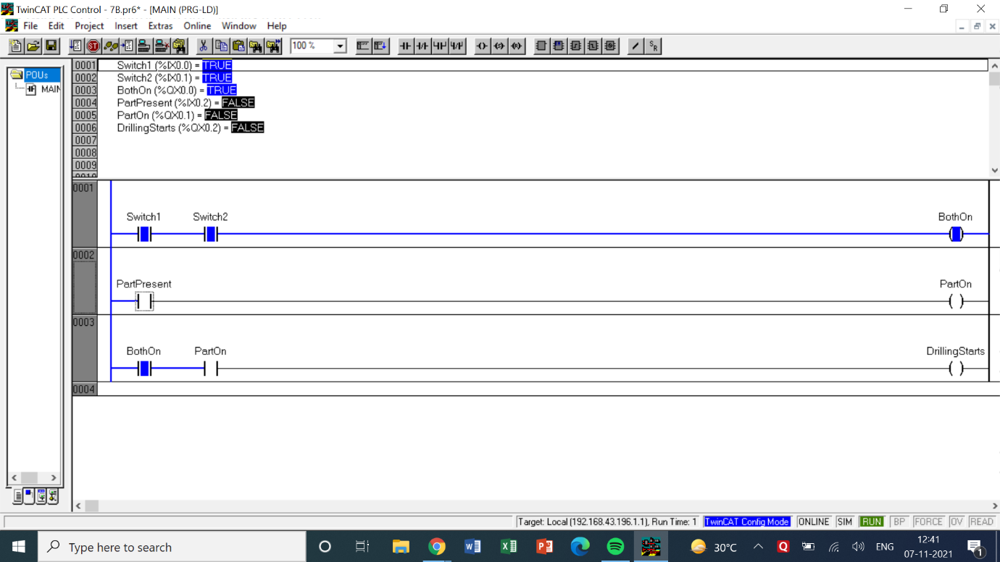 TwinCAT PLC Control - 7B.pr6* - [MAIN (PRG-LD)]
File Edit Project Insert Extras Online Window Help
100 %
POUs
MAIN
0001 Switch1 (%IX0.0) = TRUE
0002 Switch2 (%IX0.1) = TRUE
0003 BothOn (%QX0.0) = TRUE
0004 PartPresent (%IX0.2) = FALSE
0005 PartOn (%QX0.1) = FALSE
0006 DrillingStarts (%QX0.2) = FALSE
0007
0008
0009
0010
0001
Switch1 Switch2 BothOn
0002
PartPresent PartOn
0003
BothOn PartOn DrillingStarts
0004
Target: Local (192.168.43.196.1.1), Run Time: 1 TwinCAT Config Mode ONLINE SIM RUN BP FORCE OV READ
Type here to search
30°C ENG 12:41
07-11-2021
1